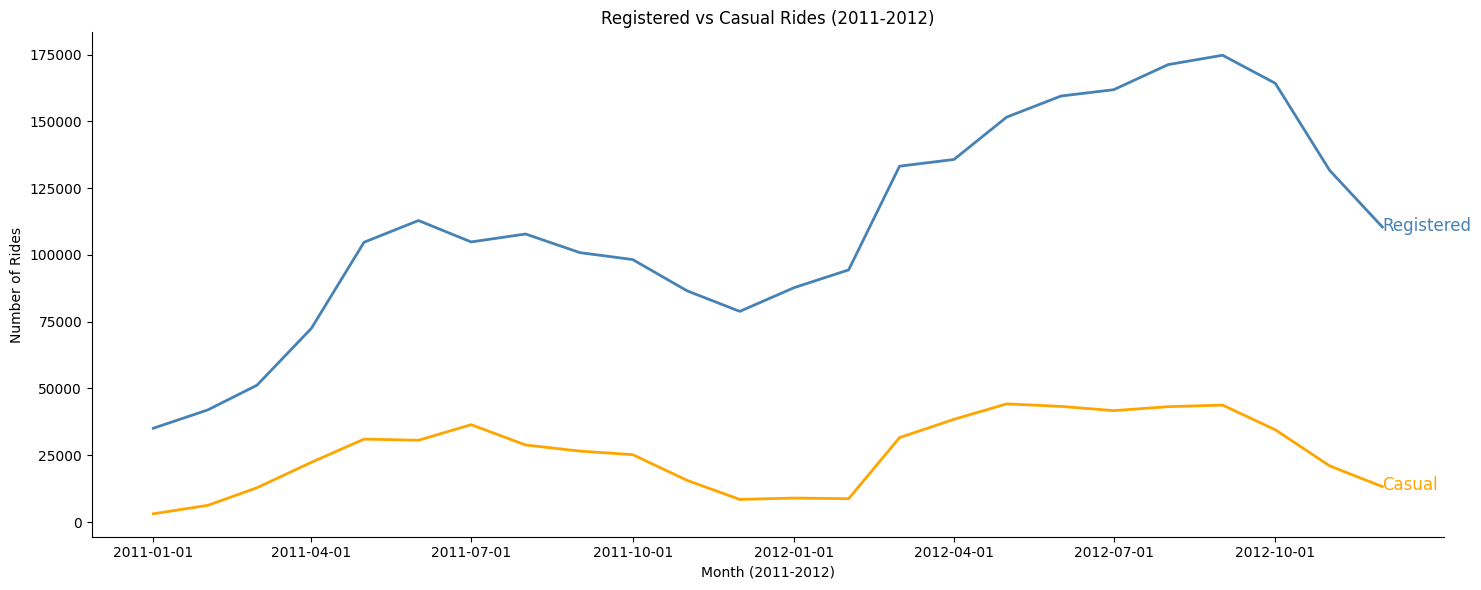 Registered vs Casual Rides (2011-2012)
175000
150000
125000
100000
75000
50000
25000
0
Number of Rides
Registered
Casual
2011-01-01 2011-04-01 2011-07-01 2011-10-01 2012-01-01 2012-04-01 2012-07-01 2012-10-01
Month (2011-2012)